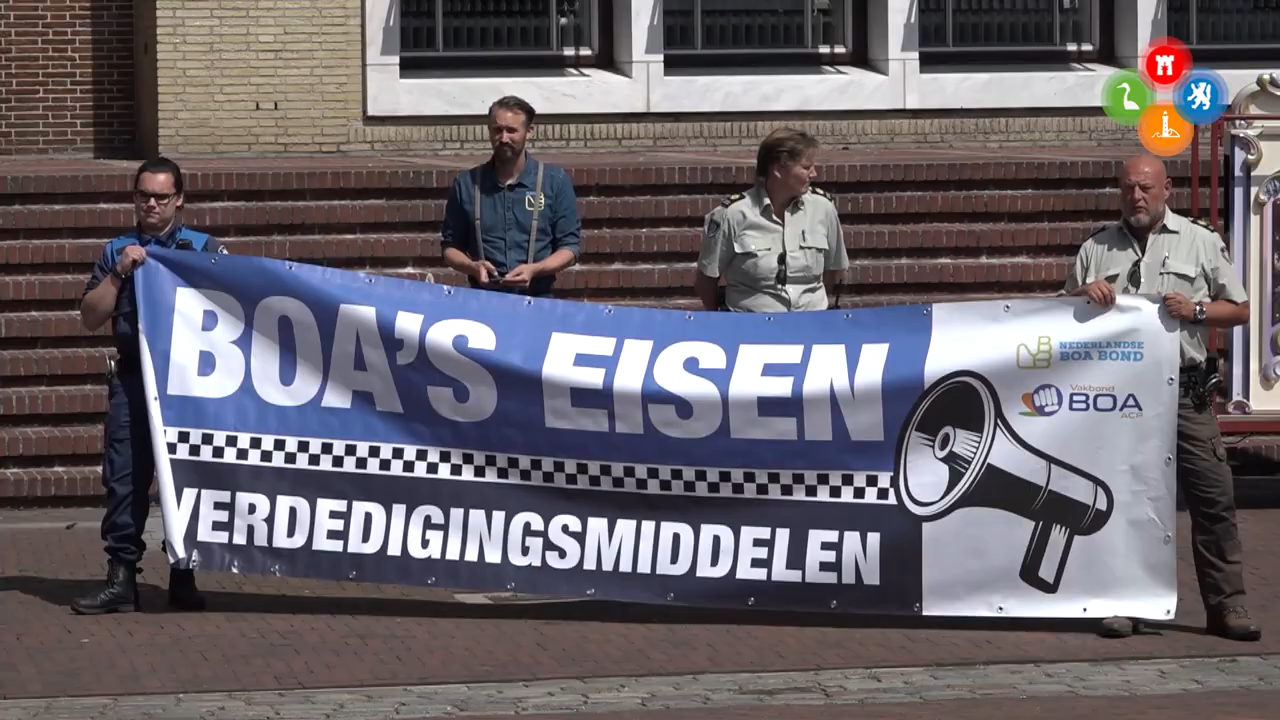 BOA'S EISEN
VERDEDIGINGSMIDDELEN
NEDERLANDSE
BOA BOND
Vakbond
BOA
ACP